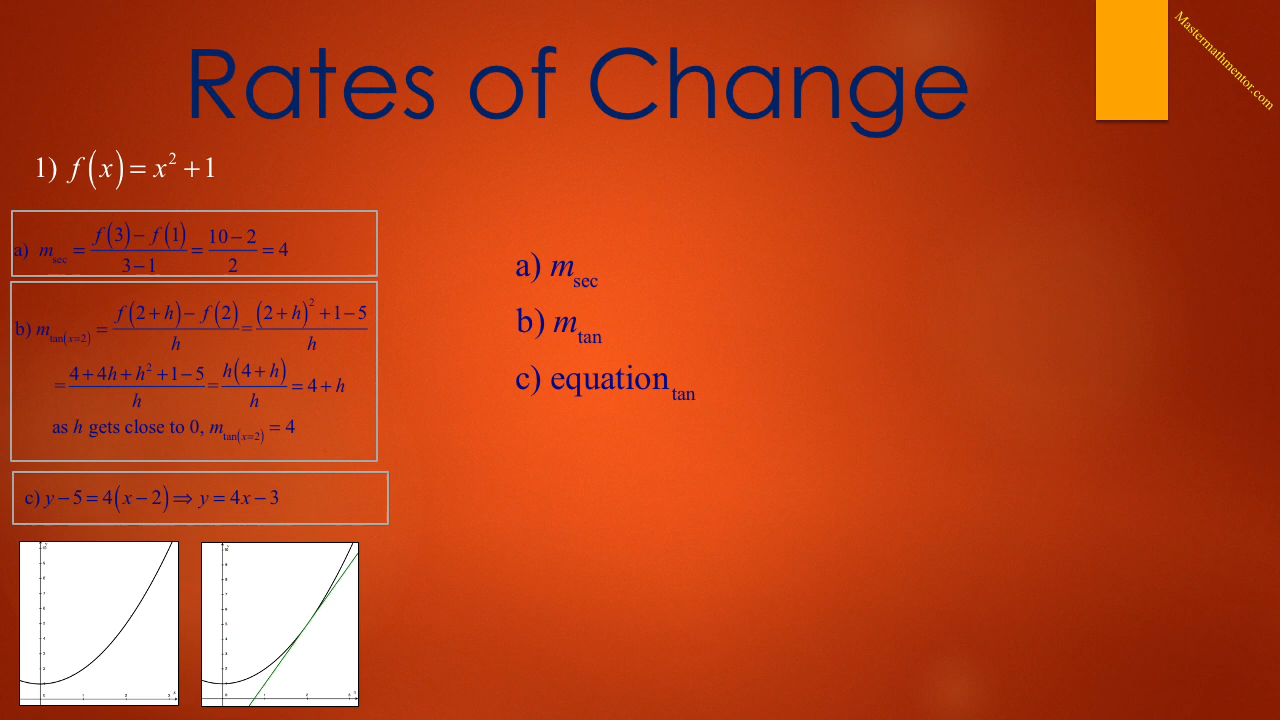 Rates of Change
Mastermathmentor.com
1) f(x) = x² + 1
a) m_sec = (f(3) − f(1))/(3 − 1) = (10 − 2)/2 = 4
b) m_tan(x=2) = (f(2 + h) − f(2))/h = ((2 + h)² + 1 − 5)/h
= (4 + 4h + h² + 1 − 5)/h = h(4 + h)/h = 4 + h
as h gets close to 0, m_tan(x=2) = 4
c) y − 5 = 4(x − 2) ⇒ y = 4x − 3
a) m_sec
b) m_tan
c) equation_tan